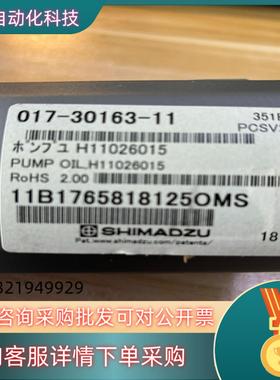 自动化科技
017-30163-11
351
PCSV
ポンプユ H11026015
PUMP OIL,H11026015
RoHS 2.00
11B1765818125OMS
SHIMADZU
Pat. www.shimadzu.com/patents/
18
821949929
咨询采购批发可对公开票
客服详情下单采购